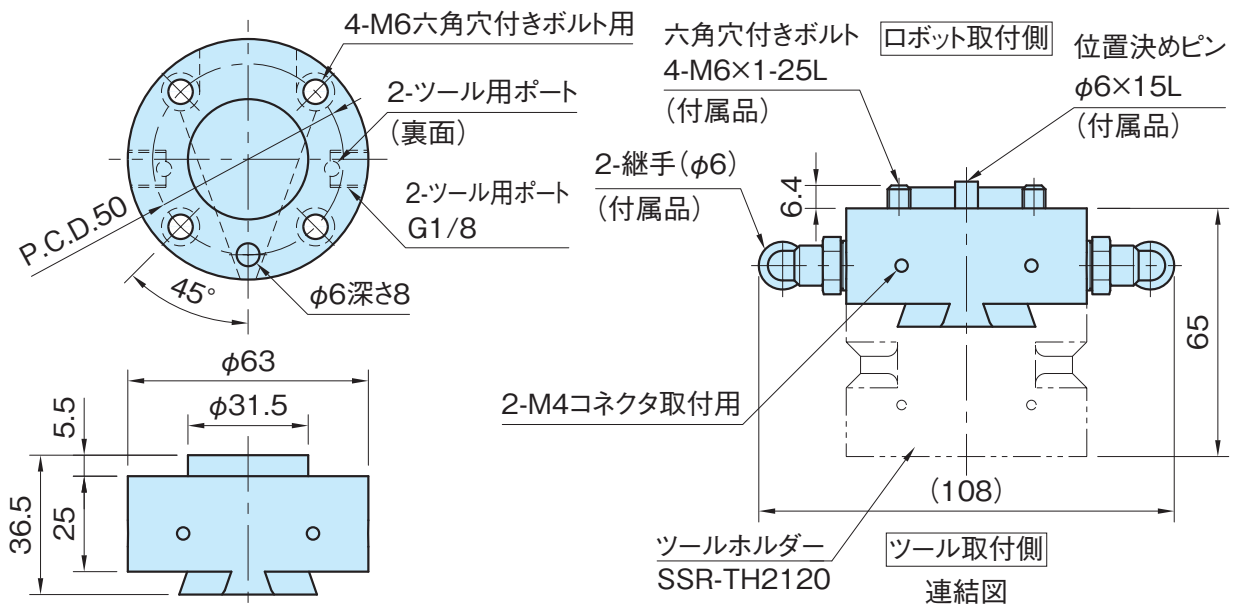 4-M6六角穴付きボルト用
2-ツール用ポート
(裏面)
2-ツール用ポート
G1/8
P.C.D.50
45°
φ6深さ8
φ63
φ31.5
5.5
36.5
25
六角穴付きボルト
4-M6×1-25L
(付属品)
ロボット取付側
位置決めピン
φ6×15L
(付属品)
2-継手(φ6)
(付属品)
6.4
65
2-M4コネクタ取付用
(108)
ツールホルダー
SSR-TH2120
ツール取付側
連結図